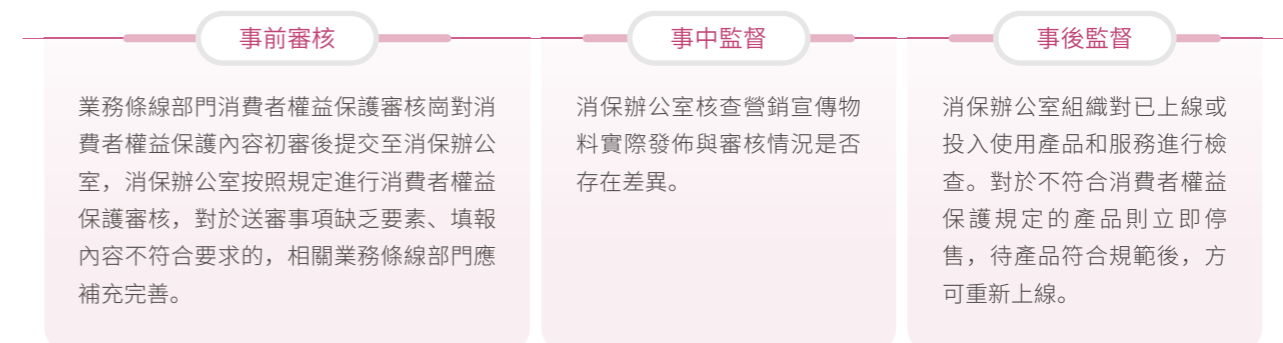 事前審核
業務條線部門消費者權益保護審核崗對消
費者權益保護內容初審後提交至消保辦公
室，消保辦公室按照規定進行消費者權益
保護審核，對於送審事項缺乏要素、填報
內容不符合要求的，相關業務條線部門應
補充完善。
事中監督
消保辦公室核查營銷宣傳物
料實際發佈與審核情況是否
存在差異。
事後監督
消保辦公室組織對已上線或
投入使用產品和服務進行檢
查。對於不符合消費者權益
保護規定的產品則立即停
售，待產品符合規範後，方
可重新上線。